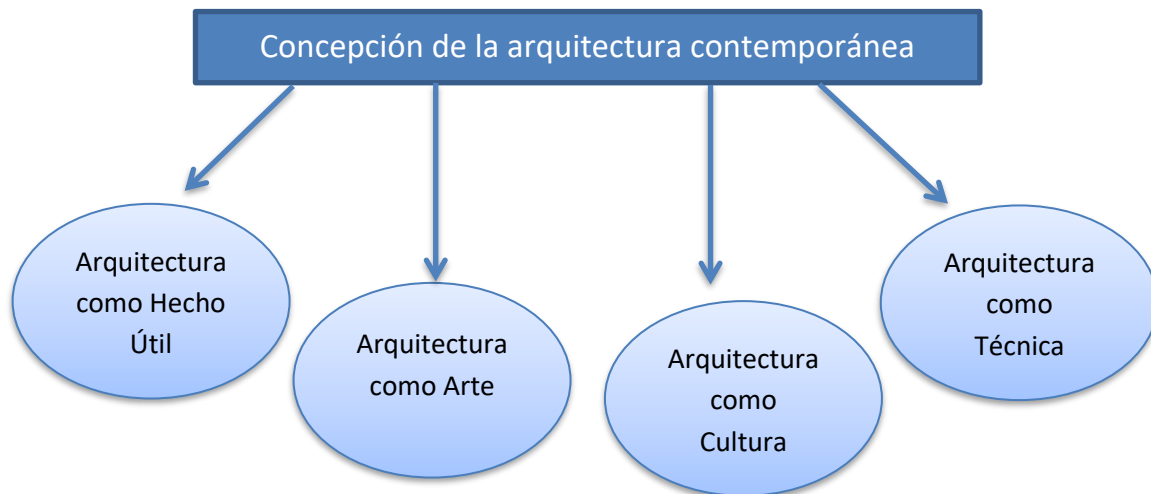 Concepción de la arquitectura contemporánea
Arquitectura
como Hecho
Útil
Arquitectura
como Arte
Arquitectura
como
Cultura
Arquitectura
como
Técnica